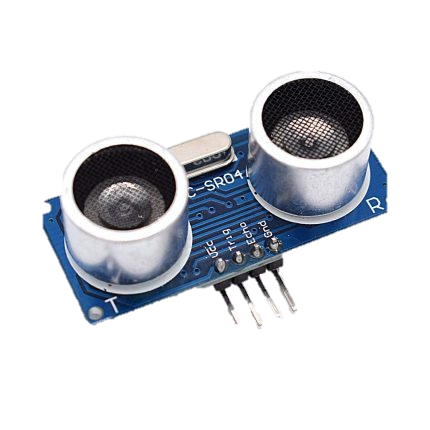 C-SR04
R
Vcc
Trig
Echo
Gnd
T